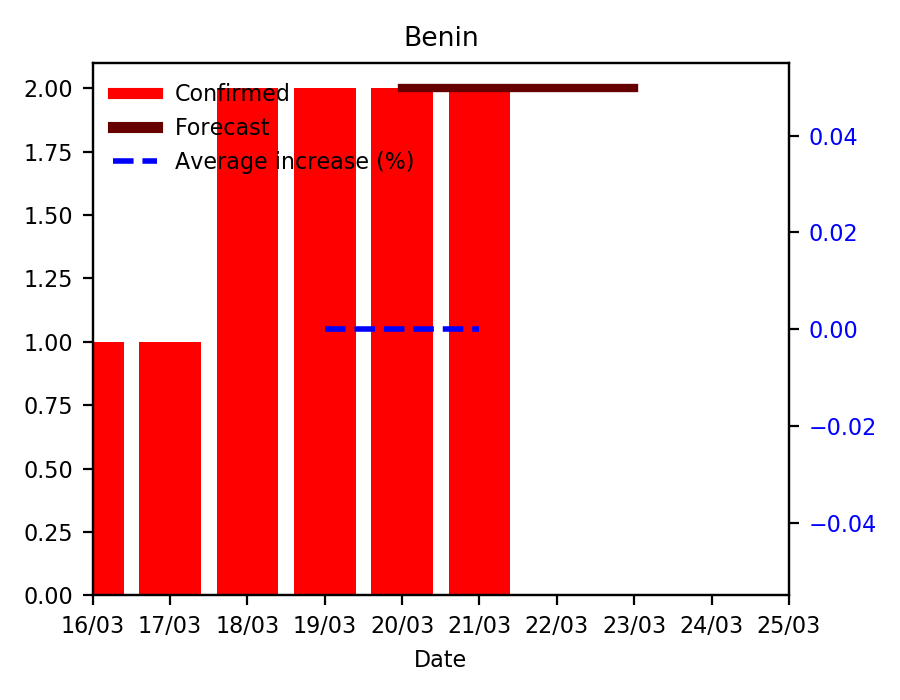 Benin
2.00
1.75
1.50
1.25
1.00
0.75
0.50
0.25
0.00
Confirmed
Forecast
Average increase (%)
0.04
0.02
0.00
−0.02
−0.04
16/03 17/03 18/03 19/03 20/03 21/03 22/03 23/03 24/03 25/03
Date